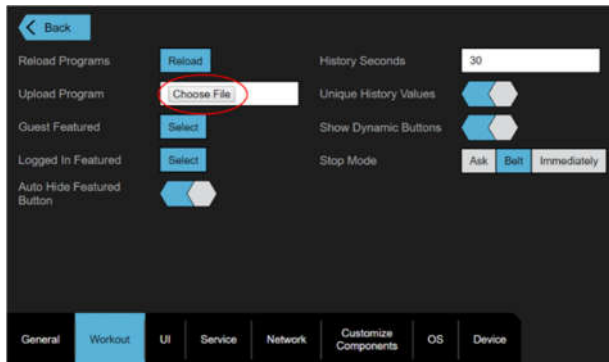 Back
Reload Programs Reload History Seconds 30
Upload Program Choose File Unique History Values
Guest Featured Select Show Dynamic Buttons
Logged In Featured Select Stop Mode Ask Belt Immediately
Auto Hide Featured
Button
General Workout UI Service Network Customize
Components OS Device